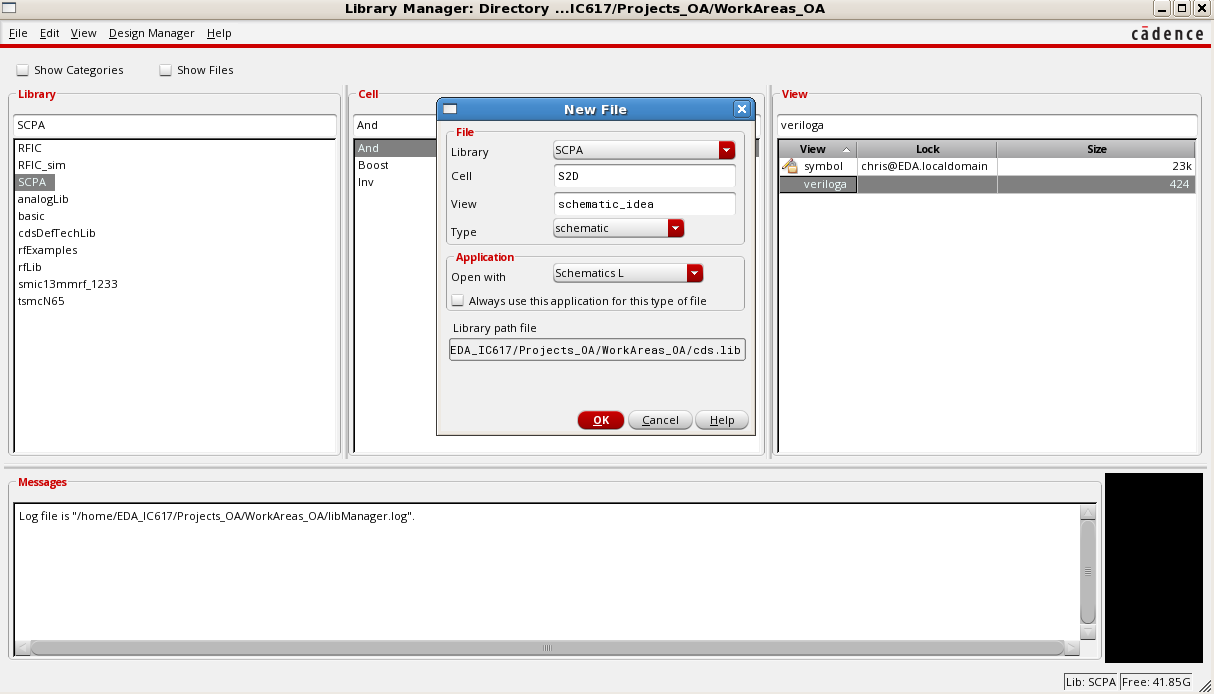 Library Manager: Directory ...IC617/Projects_OA/WorkAreas_OA
File Edit View Design Manager Help
cādence
Show Categories Show Files
Library
SCPA
RFIC
RFIC_sim
SCPA
analogLib
basic
cdsDefTechLib
rfExamples
rfLib
smic13mmrf_1233
tsmcN65
Cell
And
And
Boost
Inv
New File
File
Library SCPA
Cell S2D
View schematic_idea
Type schematic
Application
Open with Schematics L
Always use this application for this type of file
Library path file
EDA_IC617/Projects_OA/WorkAreas_OA/cds.lib
OK Cancel Help
View
veriloga
View Lock Size
symbol chris@EDA.localdomain 23k
veriloga 424
Messages
Log file is "/home/EDA_IC617/Projects_OA/WorkAreas_OA/libManager.log".
Lib: SCPA Free: 41.85G